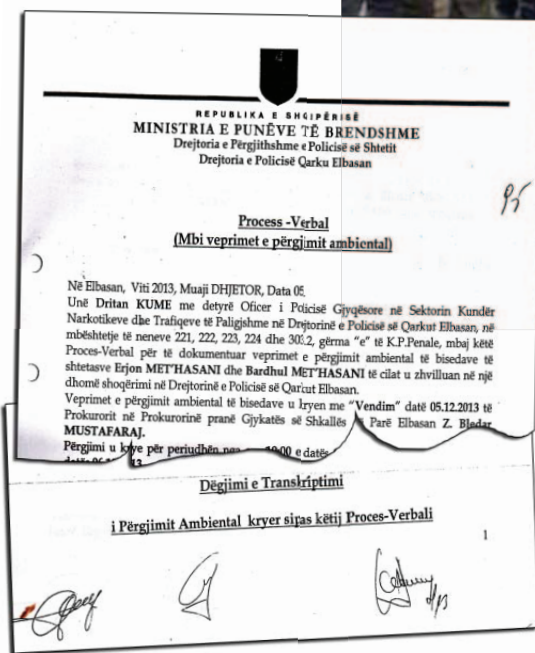 REPUBLIKA E SHQIPËRISË
MINISTRIA E PUNËVE TË BRENDSHME
Drejtoria e Përgjithshme e Policisë së Shtetit
Drejtoria e Policisë Qarku Elbasan
95
Process -Verbal
(Mbi veprimet e përgjimit ambiental)
Në Elbasan, Viti 2013, Muaji DHJETOR, Data 05.
Unë Dritan KUME me detyrë Oficer i Policisë Gjyqësore në Sektorin Kundër
Narkotikeve dhe Trafiqeve të Paligjshme në Drejtorinë e Policisë së Qarkut Elbasan, në
mbështetje të neneve 221, 222, 223, 224 dhe 303.2, gërma "e" të K.P.Penale, mbaj këtë
Proces-Verbal për të dokumentuar veprimet e përgjimit ambiental të bisedave të
shtetasve Erjon MET'HASANI dhe Bardhul MET'HASANI të cilat u zhvilluan në një
dhomë shoqërimi në Drejtorinë e Policisë së Qarkut Elbasan.
Veprimet e përgjimit ambiental të bisedave u kryen me "Vendim" datë 05.12.2013 të
Prokurorit në Prokurorinë pranë Gjykatës së Shkallës Parë Elbasan Z. Bledar
MUSTAFARAJ.
Përgjimi u krye për periudhën nga e datës
Dëgjimi e Transkriptimi
i Përgjimit Ambiental kryer sipas këtij Proces-Verbali
1